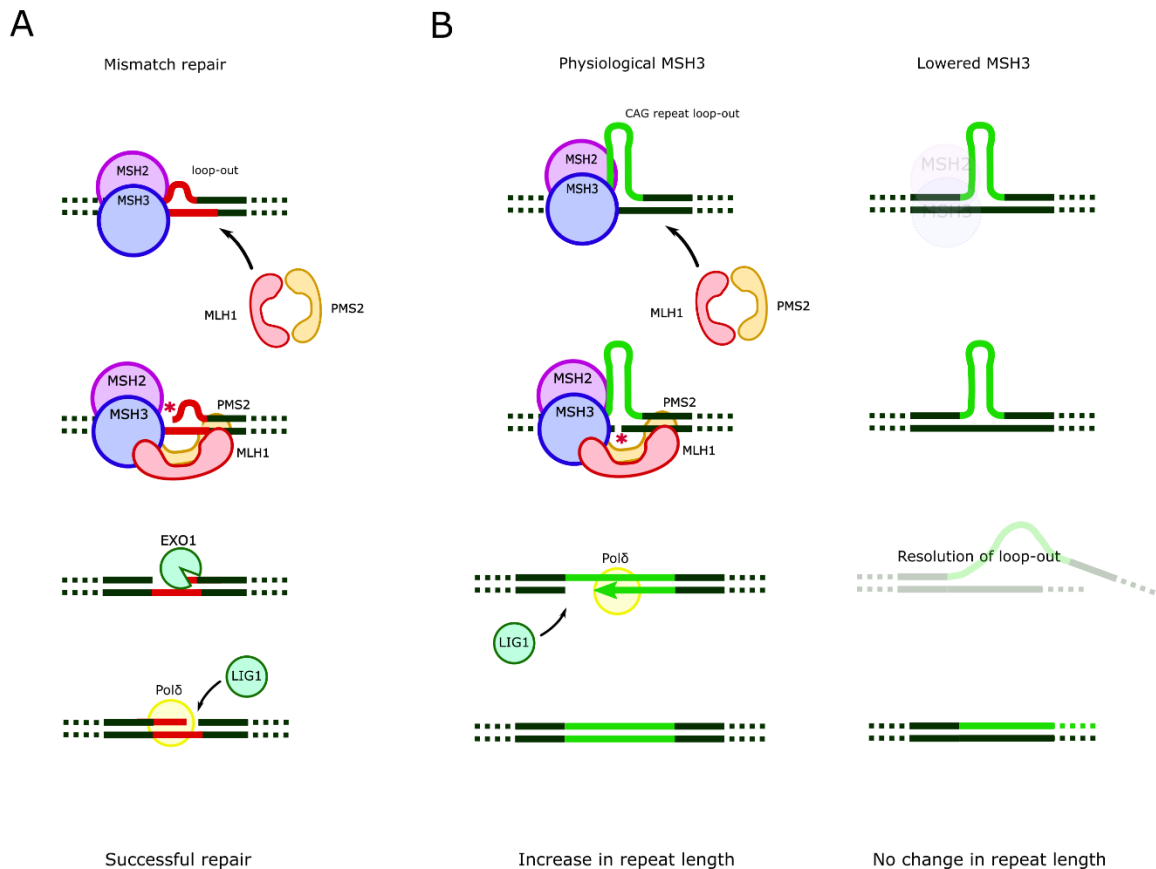 A
B
Mismatch repair
Physiological MSH3
Lowered MSH3
MSH2
loop-out
MSH3
MLH1
PMS2
CAG repeat loop-out
MSH2
MSH3
MLH1
PMS2
MSH2
MSH3
MSH2
*
PMS2
MSH3
MLH1
MSH2
PMS2
MSH3
*
MLH1
EXO1
Polδ
LIG1
Resolution of loop-out
LIG1
Polδ
Successful repair
Increase in repeat length
No change in repeat length